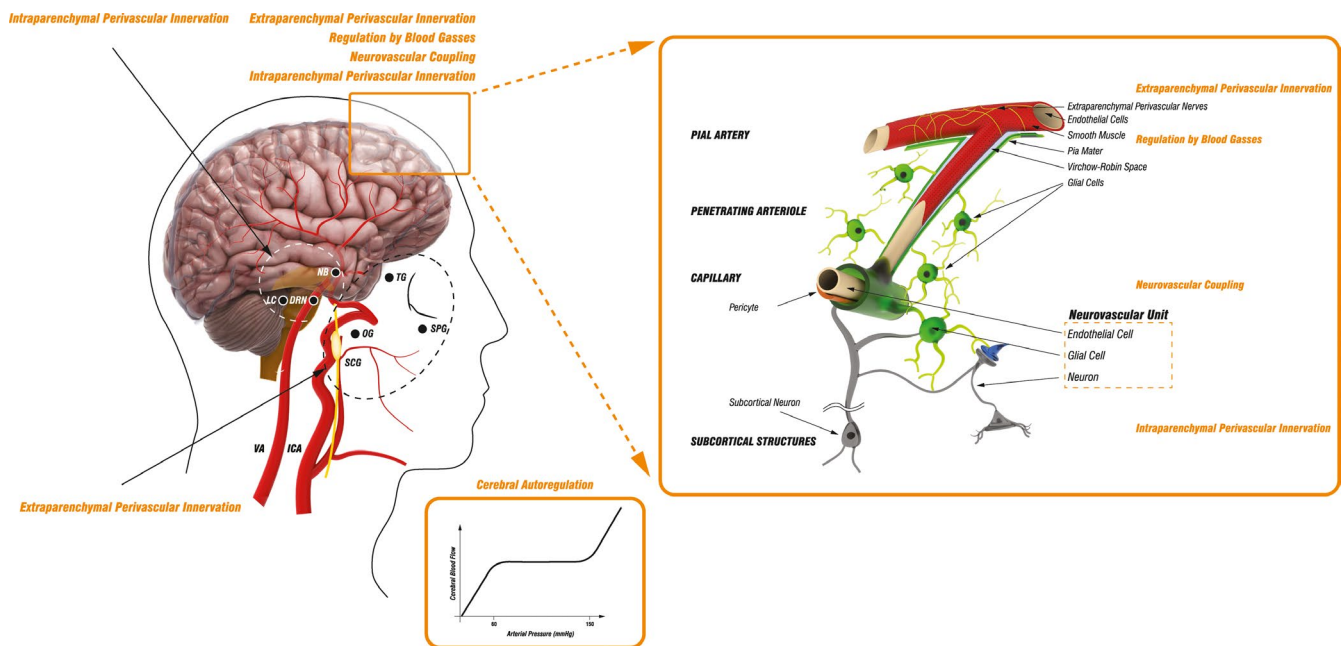 Intraparenchymal Perivascular Innervation
Extraparenchymal Perivascular Innervation
Regulation by Blood Gasses
Neurovascular Coupling
Intraparenchymal Perivascular Innervation
NB
LC
DRN
TG
SPG
OG
SCG
VA
ICA
Extraparenchymal Perivascular Innervation
Cerebral Autoregulation
Cerebral Blood Flow
60
150
Arterial Pressure (mmHg)
PIAL ARTERY
PENETRATING ARTERIOLE
CAPILLARY
Pericyte
Subcortical Neuron
SUBCORTICAL STRUCTURES
Extraparenchymal Perivascular Innervation
Extraparenchymal Perivascular Nerves
Endothelial Cells
Smooth Muscle
Regulation by Blood Gasses
Pia Mater
Virchow-Robin Space
Glial Cells
Neurovascular Coupling
Neurovascular Unit
Endothelial Cell
Glial Cell
Neuron
Intraparenchymal Perivascular Innervation